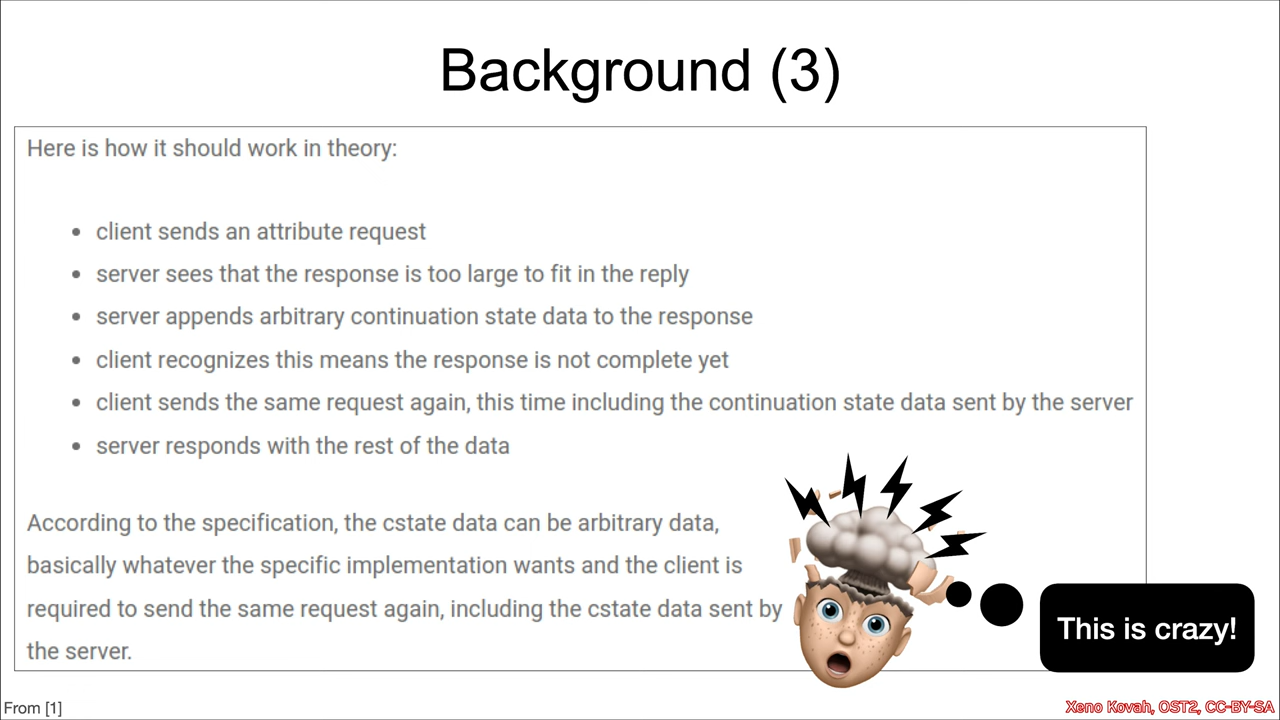 Background (3)
Here is how it should work in theory:
• client sends an attribute request
• server sees that the response is too large to fit in the reply
• server appends arbitrary continuation state data to the response
• client recognizes this means the response is not complete yet
• client sends the same request again, this time including the continuation state data sent by the server
• server responds with the rest of the data
According to the specification, the cstate data can be arbitrary data,
basically whatever the specific implementation wants and the client is
required to send the same request again, including the cstate data sent by
the server.
This is crazy!
From [1]
Xeno Kovah, OST2, CC-BY-SA